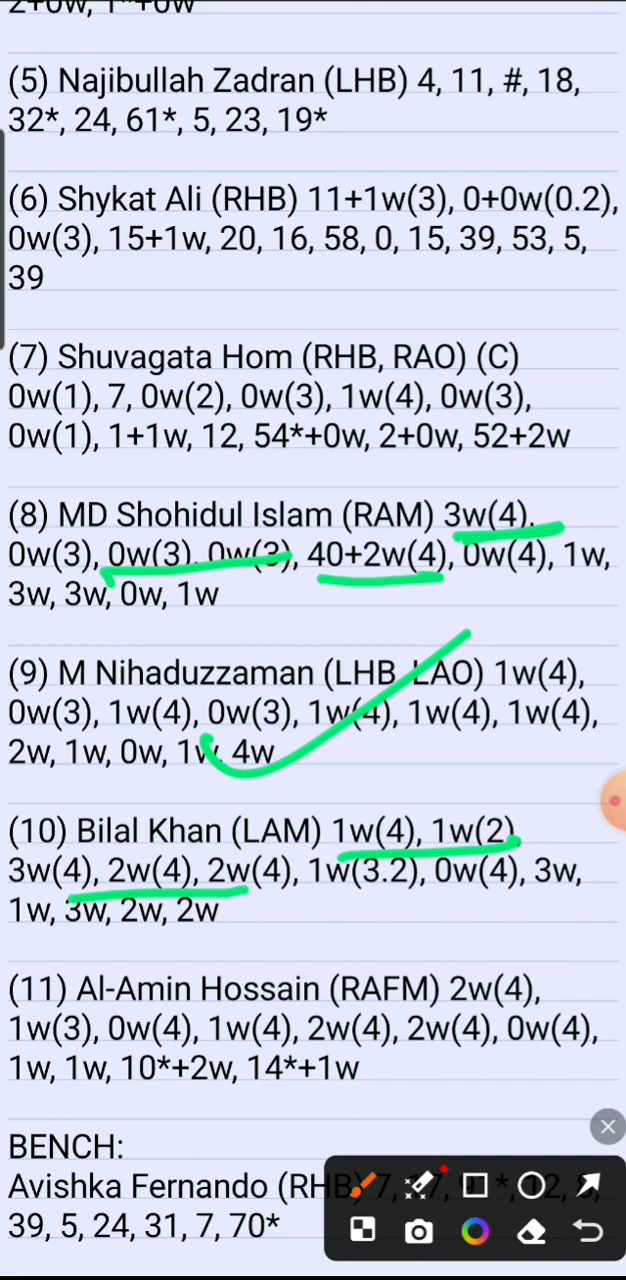 2+0w, 1*+0w
(5) Najibullah Zadran (LHB) 4, 11, #, 18,
32*, 24, 61*, 5, 23, 19*
(6) Shykat Ali (RHB) 11+1w(3), 0+0w(0.2),
0w(3), 15+1w, 20, 16, 58, 0, 15, 39, 53, 5,
39
(7) Shuvagata Hom (RHB, RAO) (C)
0w(1), 7, 0w(2), 0w(3), 1w(4), 0w(3),
0w(1), 1+1w, 12, 54*+0w, 2+0w, 52+2w
(8) MD Shohidul Islam (RAM) 3w(4),
0w(3), 0w(3), 0w(3), 40+2w(4), 0w(4), 1w,
3w, 3w, 0w, 1w
(9) M Nihaduzzaman (LHB, LAO) 1w(4),
0w(3), 1w(4), 0w(3), 1w(4), 1w(4), 1w(4),
2w, 1w, 0w, 1w, 4w
(10) Bilal Khan (LAM) 1w(4), 1w(2),
3w(4), 2w(4), 2w(4), 1w(3.2), 0w(4), 3w,
1w, 3w, 2w, 2w
(11) Al-Amin Hossain (RAFM) 2w(4),
1w(3), 0w(4), 1w(4), 2w(4), 2w(4), 0w(4),
1w, 1w, 10*+2w, 14*+1w
BENCH:
Avishka Fernando (RHB) 7,
39, 5, 24, 31, 7, 70*